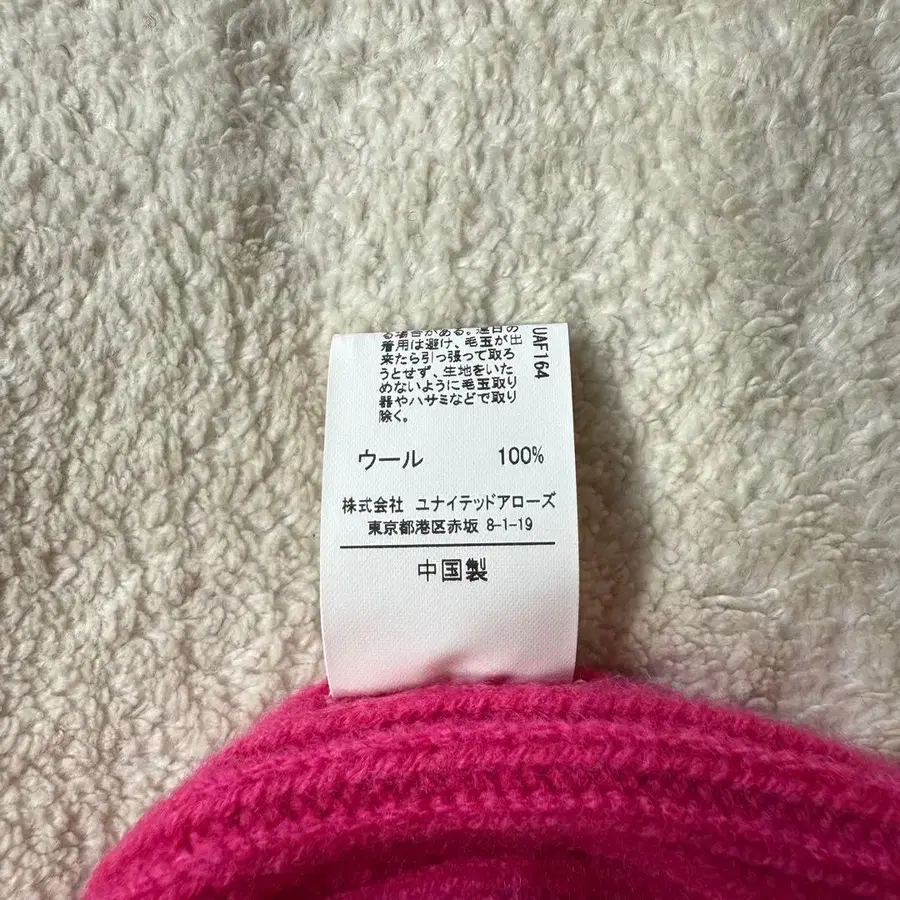 る場合がある。連日の
着用は避け、毛玉が出
来たら引っ張って取ろ
うとせず、生地をいた
めないように毛玉取り
器やハサミなどで取り
除く。
UAF164
ウール 100%
株式会社 ユナイテッドアローズ
東京都港区赤坂 8-1-19
中国製